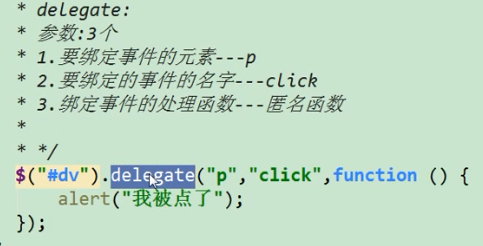 * delegate:
* 参数:3个
* 1.要绑定事件的元素---p
* 2.要绑定的事件的名字---click
* 3.绑定事件的处理函数---匿名函数
*
* */
$("#dv").delegate("p","click",function () {
alert("我被点了");
});